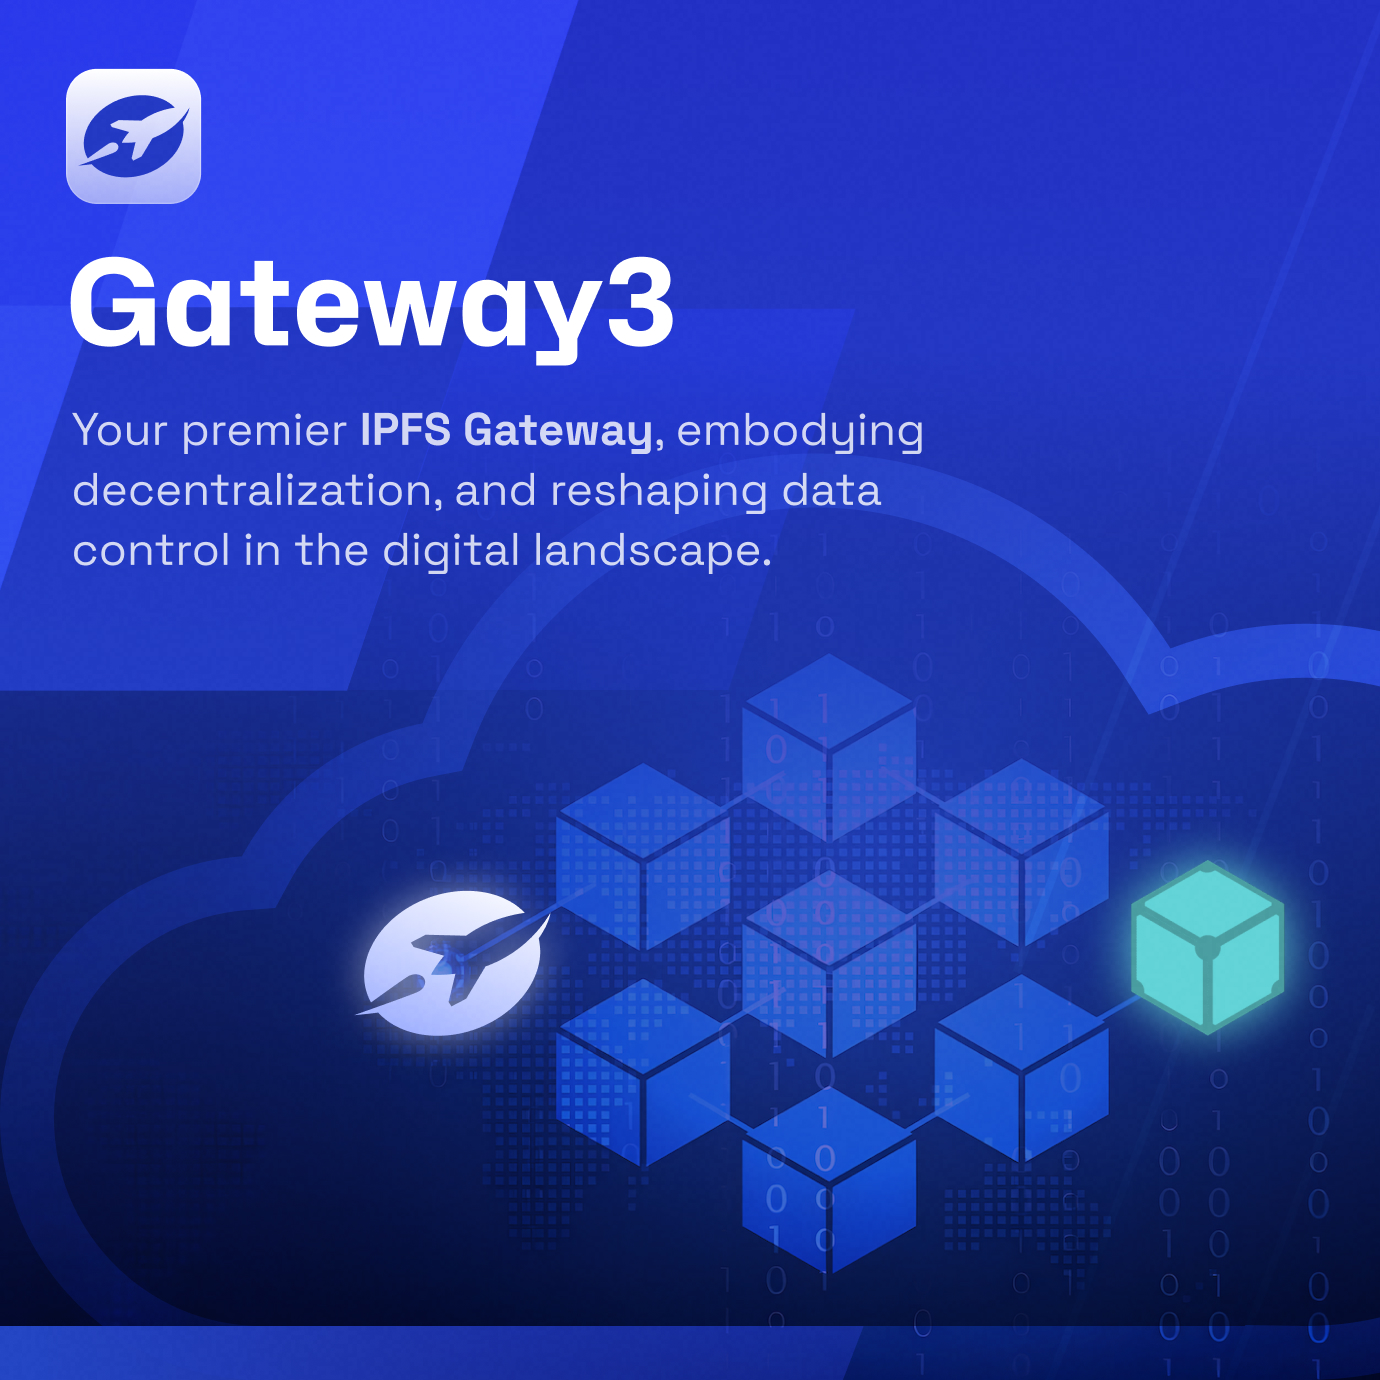 Gateway3
Your premier IPFS Gateway, embodying
decentralization, and reshaping data
control in the digital landscape.